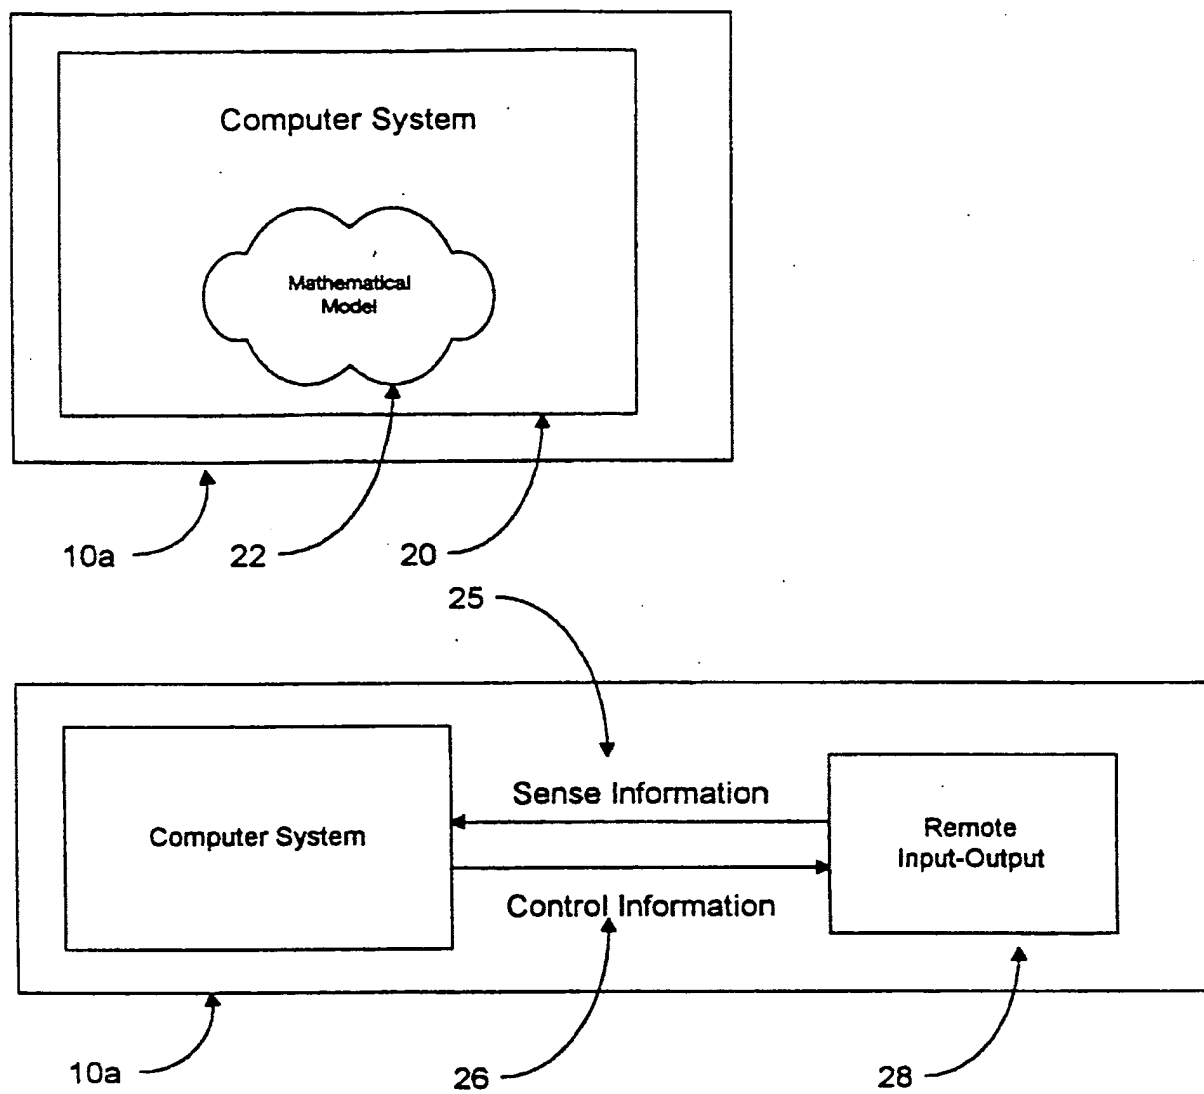 Computer System
Mathematical
Model
10a
22
20
25
Sense Information
Computer System
Remote
Input-Output
Control Information
10a
26
28